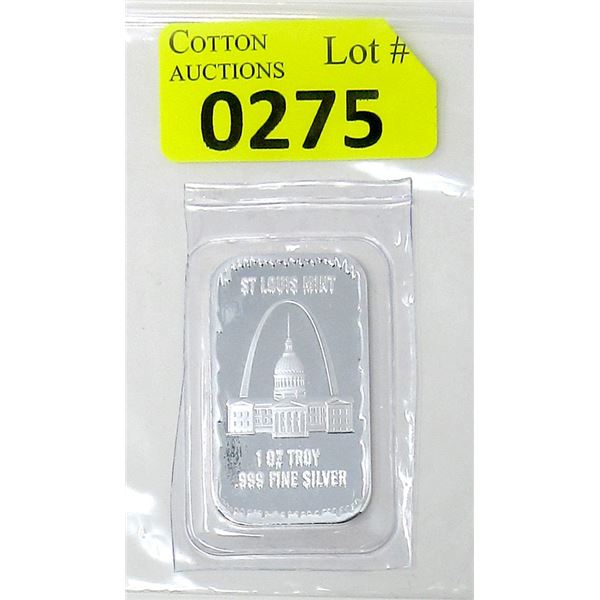 COTTON
AUCTIONS
Lot #
0275
ST LOUIS MINT
1 OZ TROY
.999 FINE SILVER